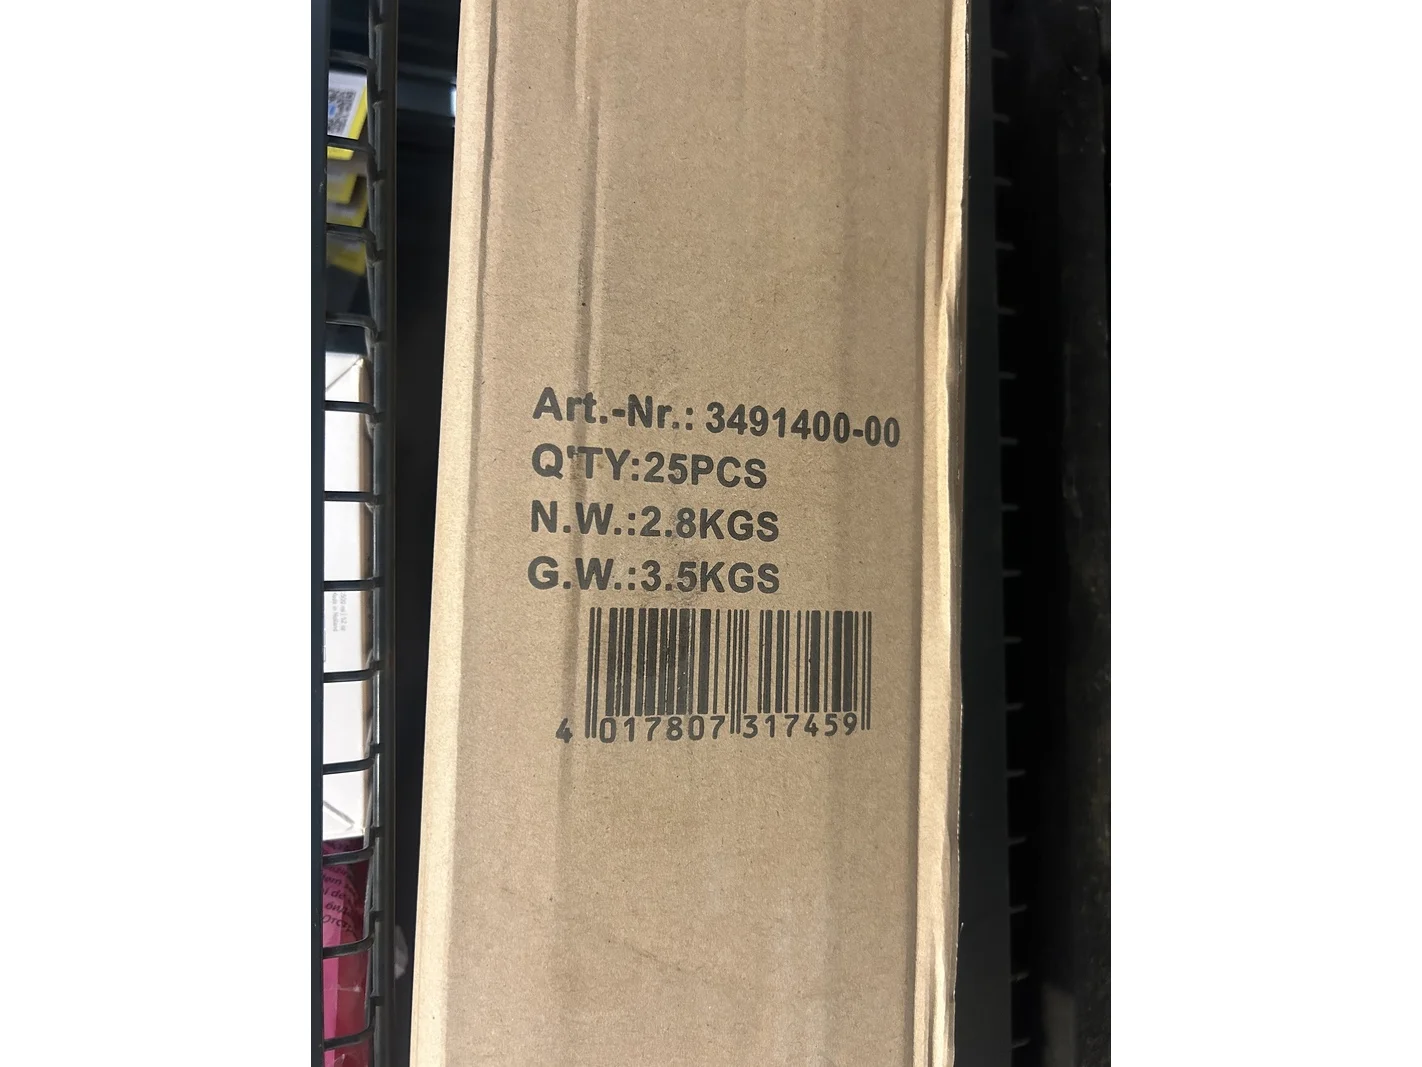 Art.-Nr.: 3491400-00
Q'TY:25PCS
N.W.:2.8KGS
G.W.:3.5KGS
4 017807 317459